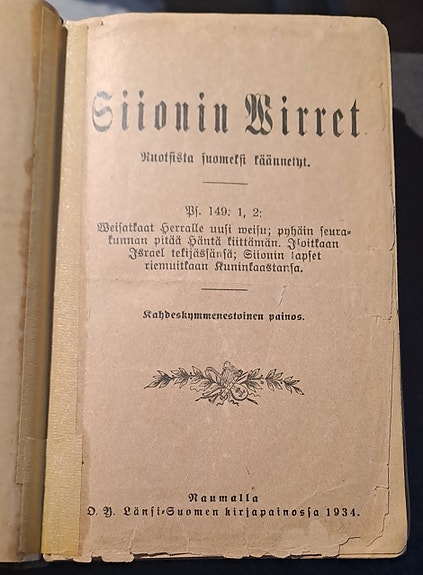 Siionin Wirret
Ruotsista suomeksi käännetyt.
Ps. 149: 1, 2:
Weisatkaat Herralle uusi weisu; pyhäin seura-
kunnan pitää Häntä kiittämän. Iloitkaan
Israel tekijässänsä; Siionin lapset
riemuitkaan Kuninkaastansa.
Kahdeskymmenestoinen painos.
Raumalla
O. Y. Länsi-Suomen kirjapainossa 1934.